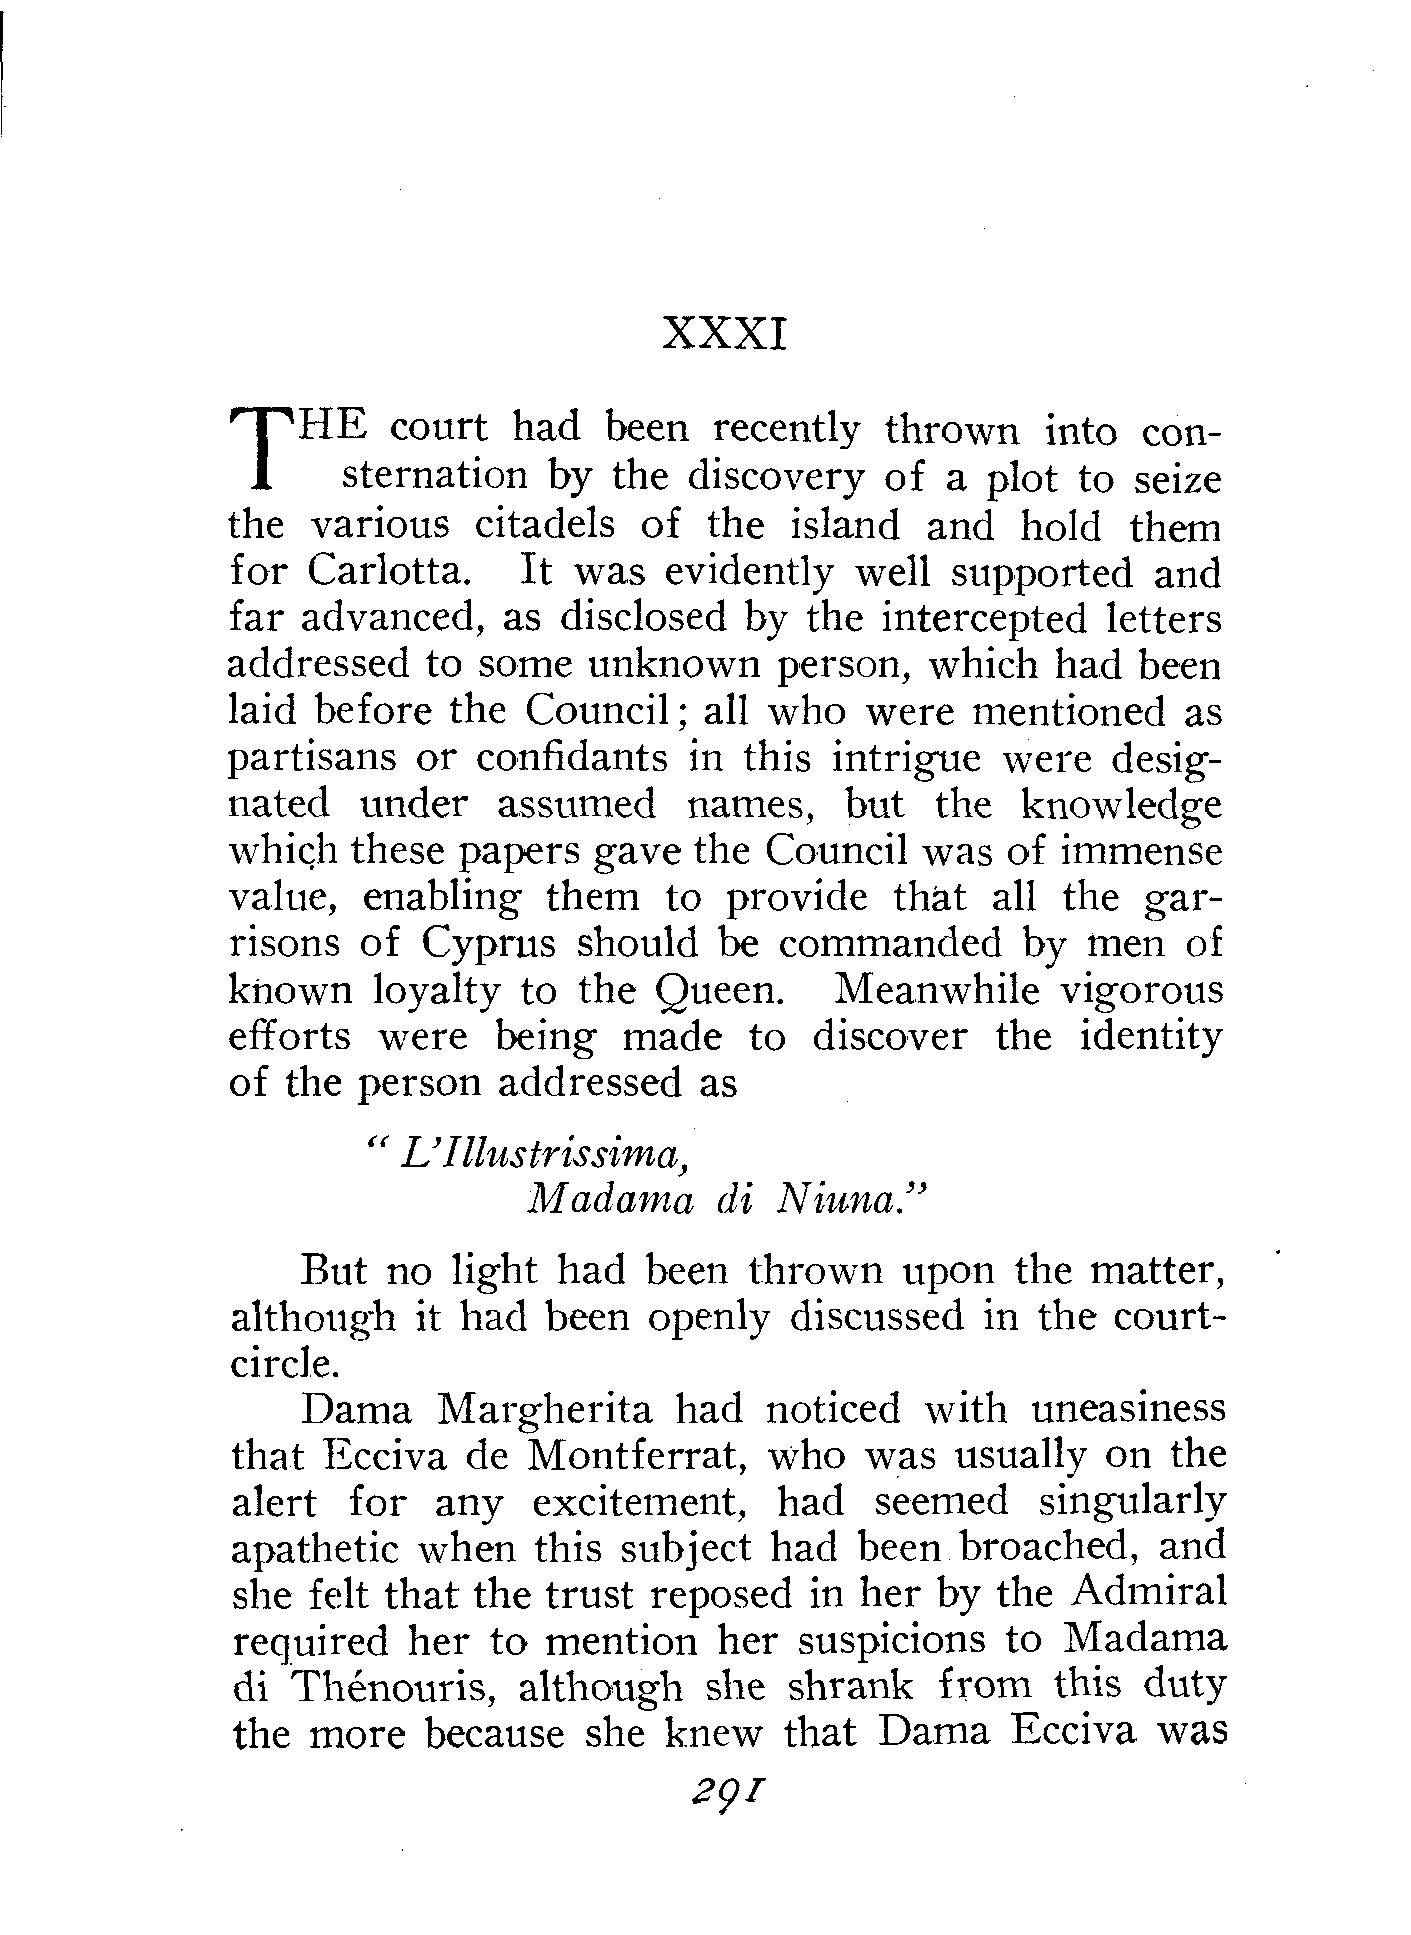 XXXI
THE court had been recently thrown into con-
sternation by the discovery of a plot to seize
the various citadels of the island and hold them
for Carlotta. It was evidently well supported and
far advanced, as disclosed by the intercepted letters
addressed to some unknown person, which had been
laid before the Council; all who were mentioned as
partisans or confidants in this intrigue were desig-
nated under assumed names, but the knowledge
which these papers gave the Council was of immense
value, enabling them to provide that all the gar-
risons of Cyprus should be commanded by men of
known loyalty to the Queen. Meanwhile vigorous
efforts were being made to discover the identity
of the person addressed as
“ L’Illustrissima,
Madama di Niuna.”
But no light had been thrown upon the matter,
although it had been openly discussed in the court-
circle.
Dama Margherita had noticed with uneasiness
that Ecciva de Montferrat, who was usually on the
alert for any excitement, had seemed singularly
apathetic when this subject had been broached, and
she felt that the trust reposed in her by the Admiral
required her to mention her suspicions to Madama
di Thénouris, although she shrank from this duty
the more because she knew that Dama Ecciva was
291